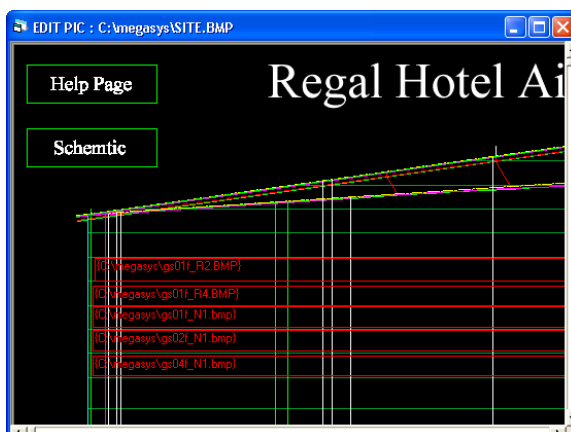 EDIT PIC : C:\megasys\SITE.BMP
Regal Hotel Ai
Help Page
Schemtic
{C:\megasys\gs01f_R2.BMP}
{C:\megasys\gs01f_R4.BMP}
{C:\megasys\gs01f_N1.bmp}
{C:\megasys\gs02f_N1.bmp}
{C:\megasys\gs04f_N1.bmp}